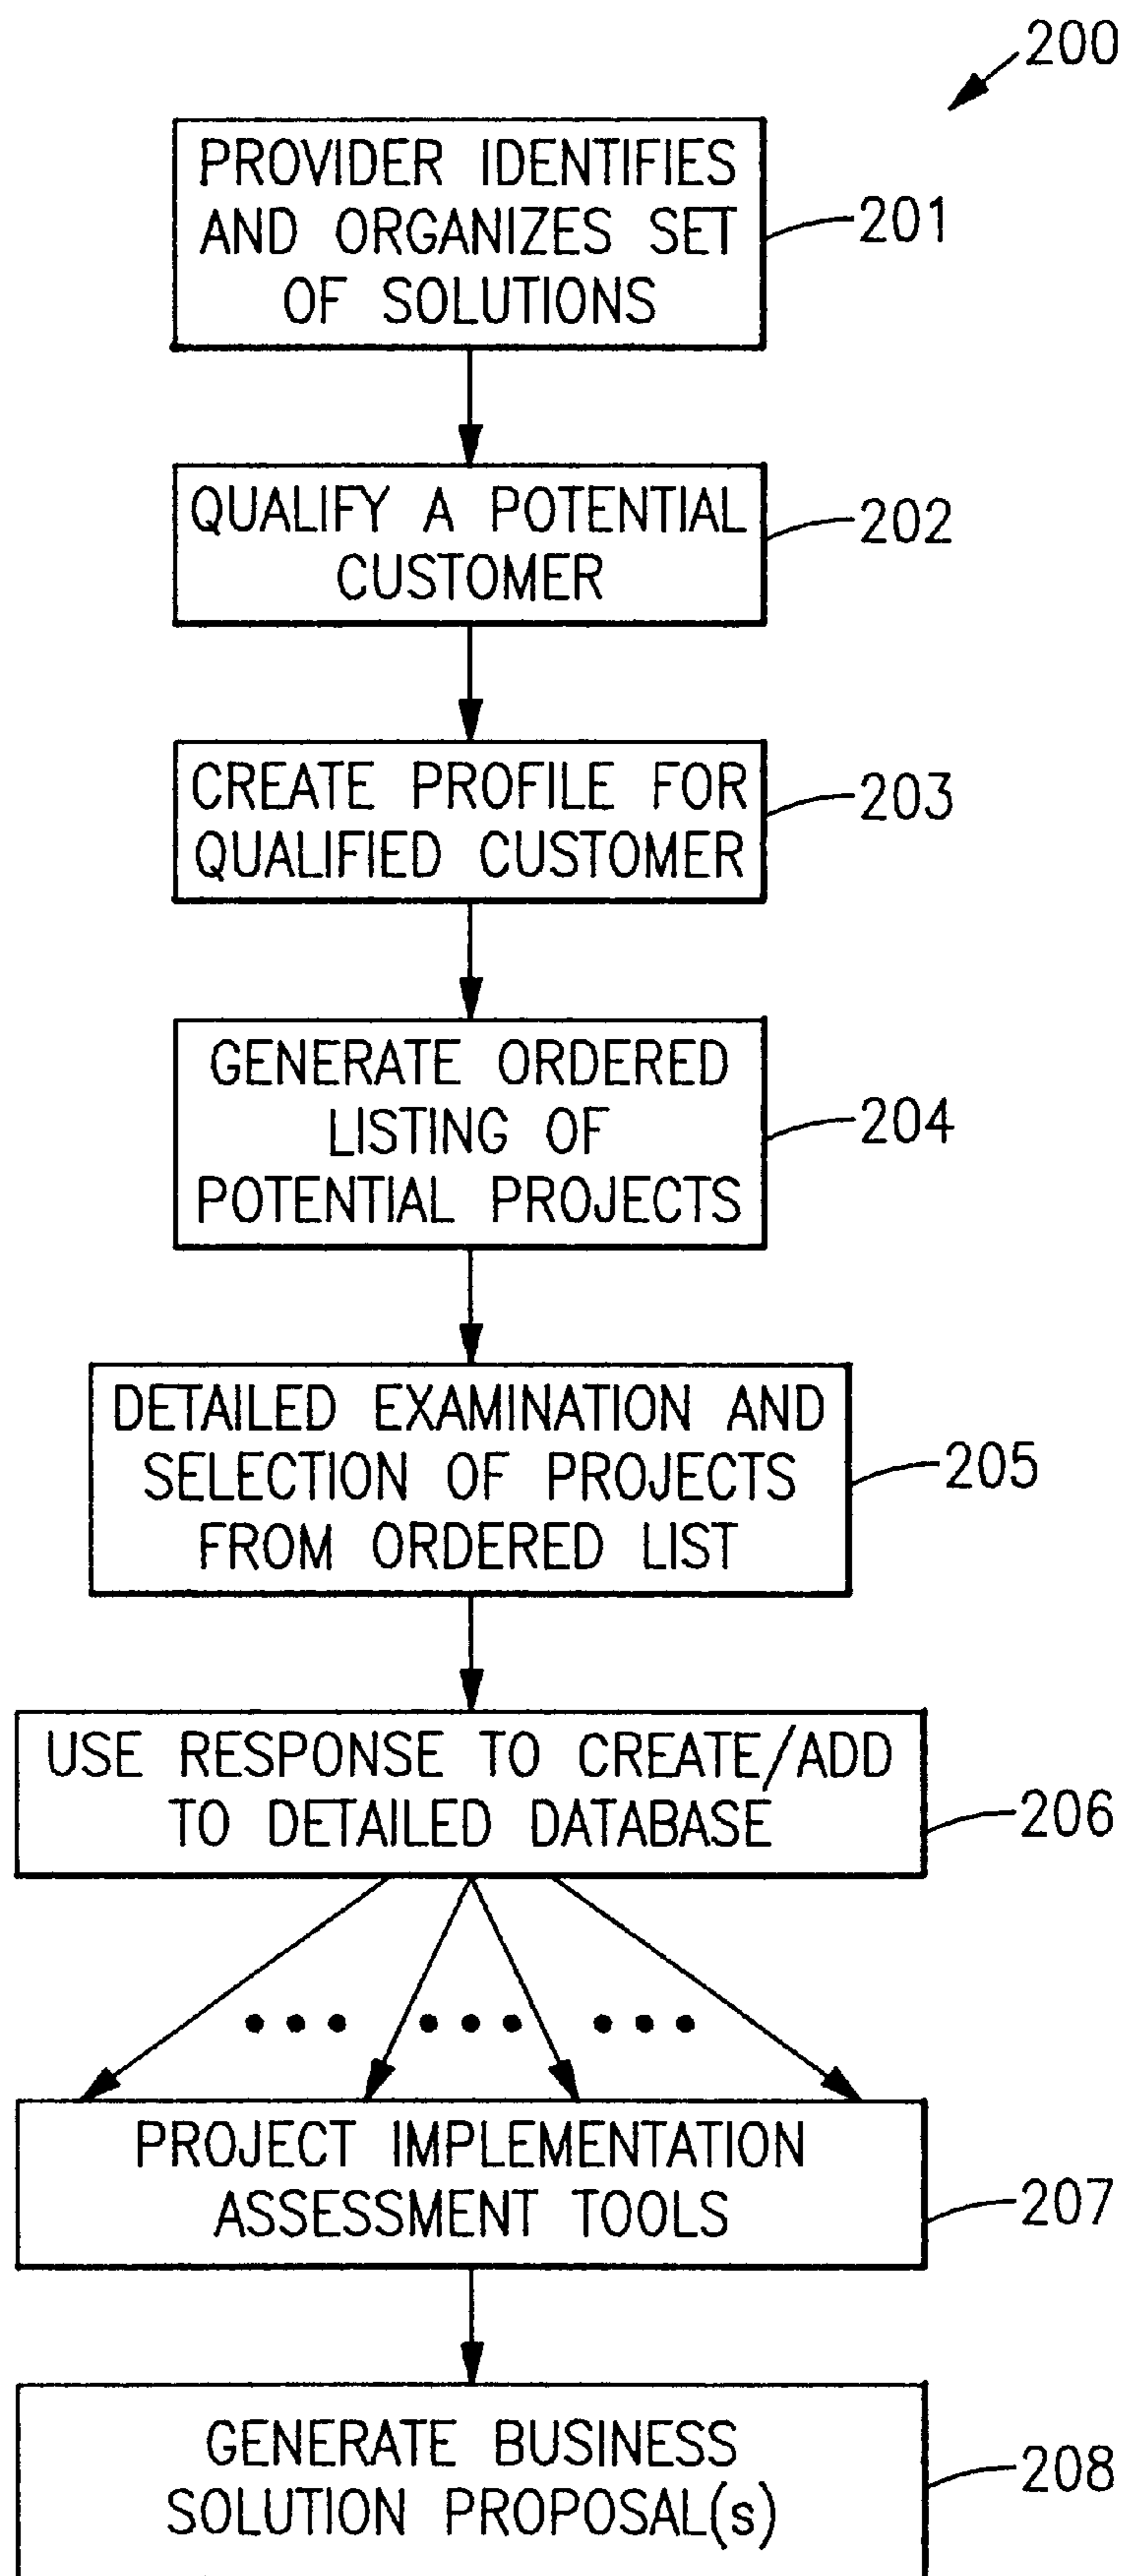 200
PROVIDER IDENTIFIES
AND ORGANIZES SET
OF SOLUTIONS
201
QUALIFY A POTENTIAL
CUSTOMER
202
CREATE PROFILE FOR
QUALIFIED CUSTOMER
203
GENERATE ORDERED
LISTING OF
POTENTIAL PROJECTS
204
DETAILED EXAMINATION AND
SELECTION OF PROJECTS
FROM ORDERED LIST
205
USE RESPONSE TO CREATE/ADD
TO DETAILED DATABASE
206
PROJECT IMPLEMENTATION
ASSESSMENT TOOLS
207
GENERATE BUSINESS
SOLUTION PROPOSAL(s)
208